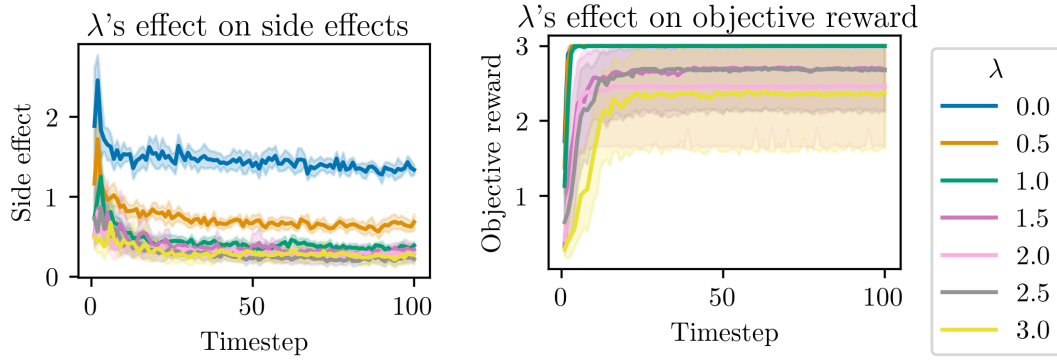 λ's effect on side effects
Side effect
2
1
0
0
50
100
Timestep
λ's effect on objective reward
Objective reward
3
2
1
0
50
100
Timestep
λ
0.0
0.5
1.0
1.5
2.0
2.5
3.0